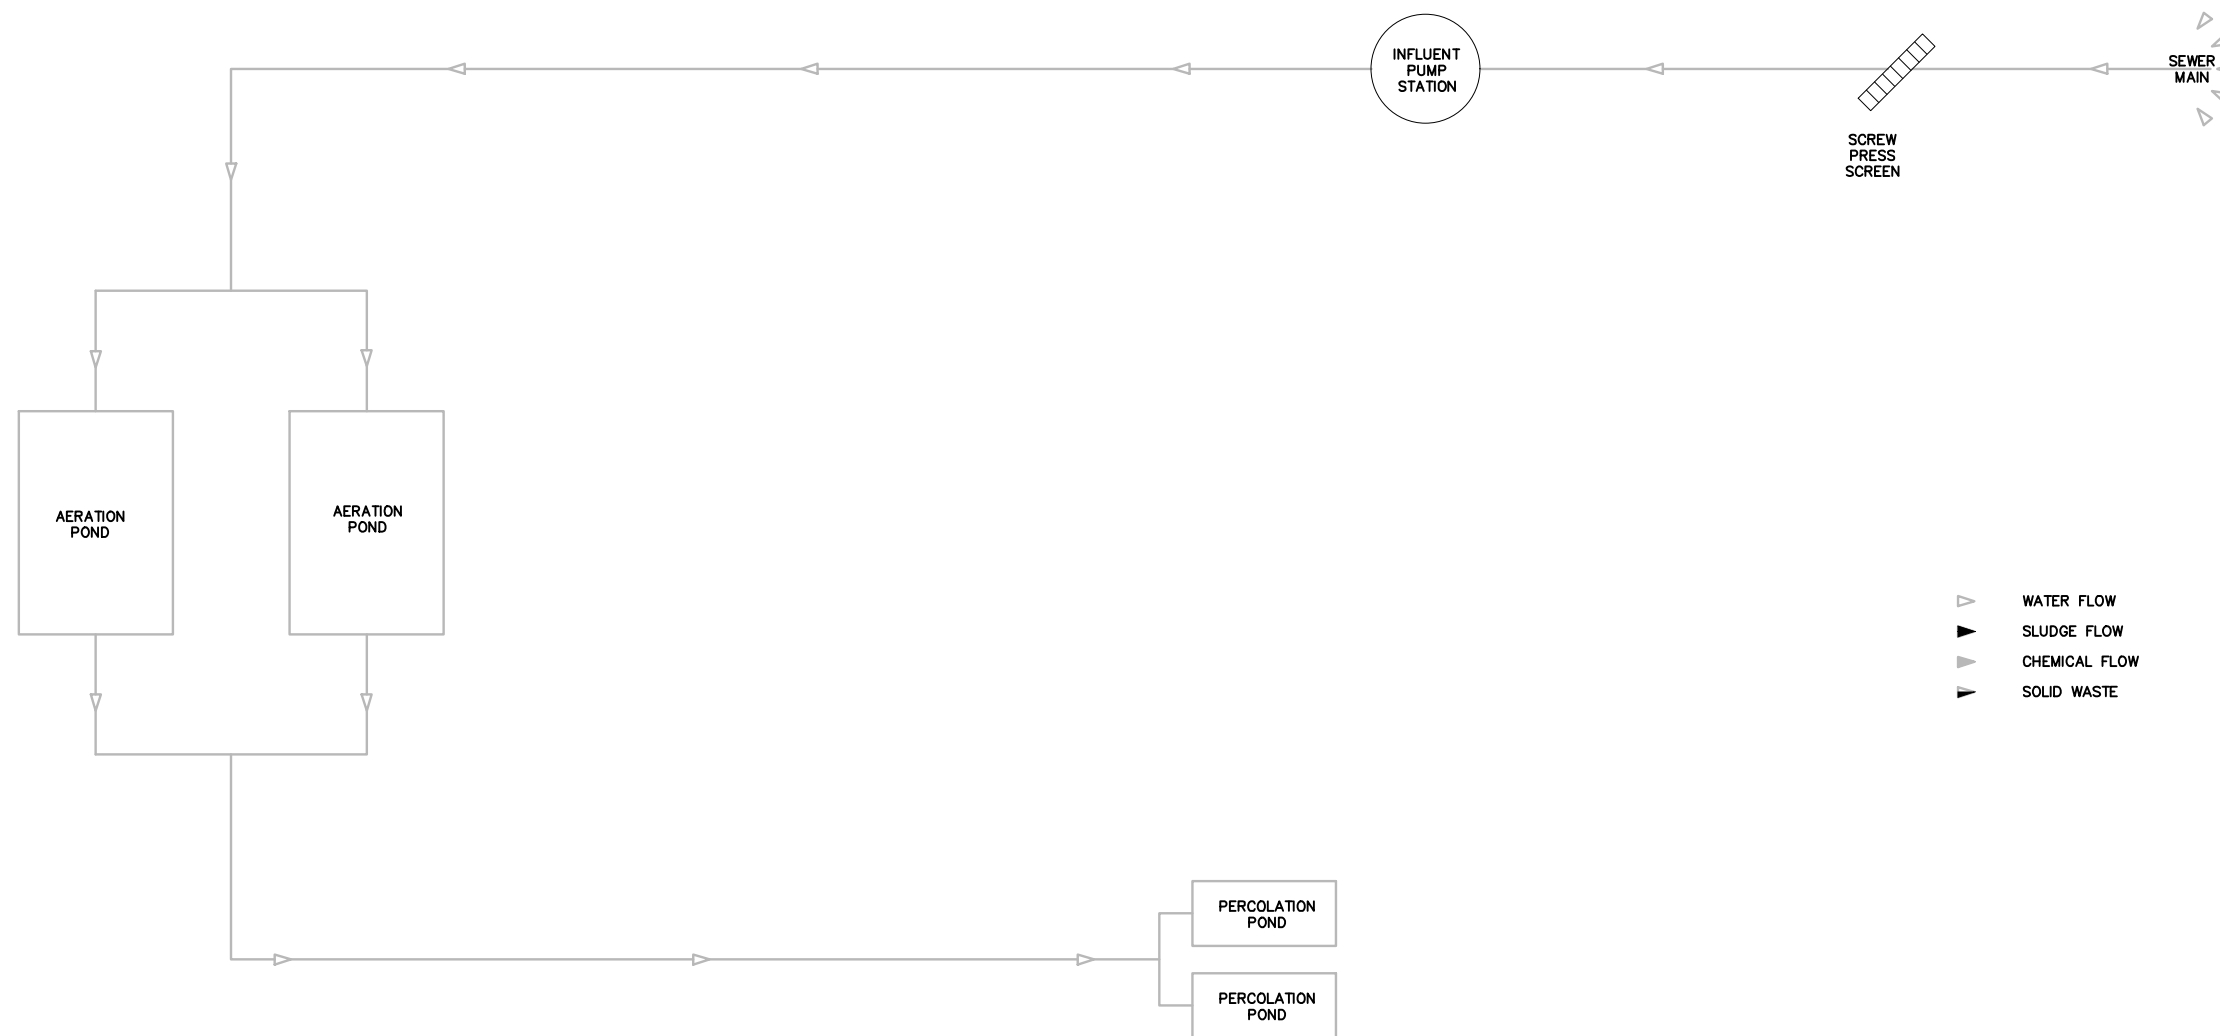 INFLUENT
PUMP
STATION
SEWER
MAIN
SCREW
PRESS
SCREEN
AERATION
POND
AERATION
POND
WATER FLOW
SLUDGE FLOW
CHEMICAL FLOW
SOLID WASTE
PERCOLATION
POND
PERCOLATION
POND